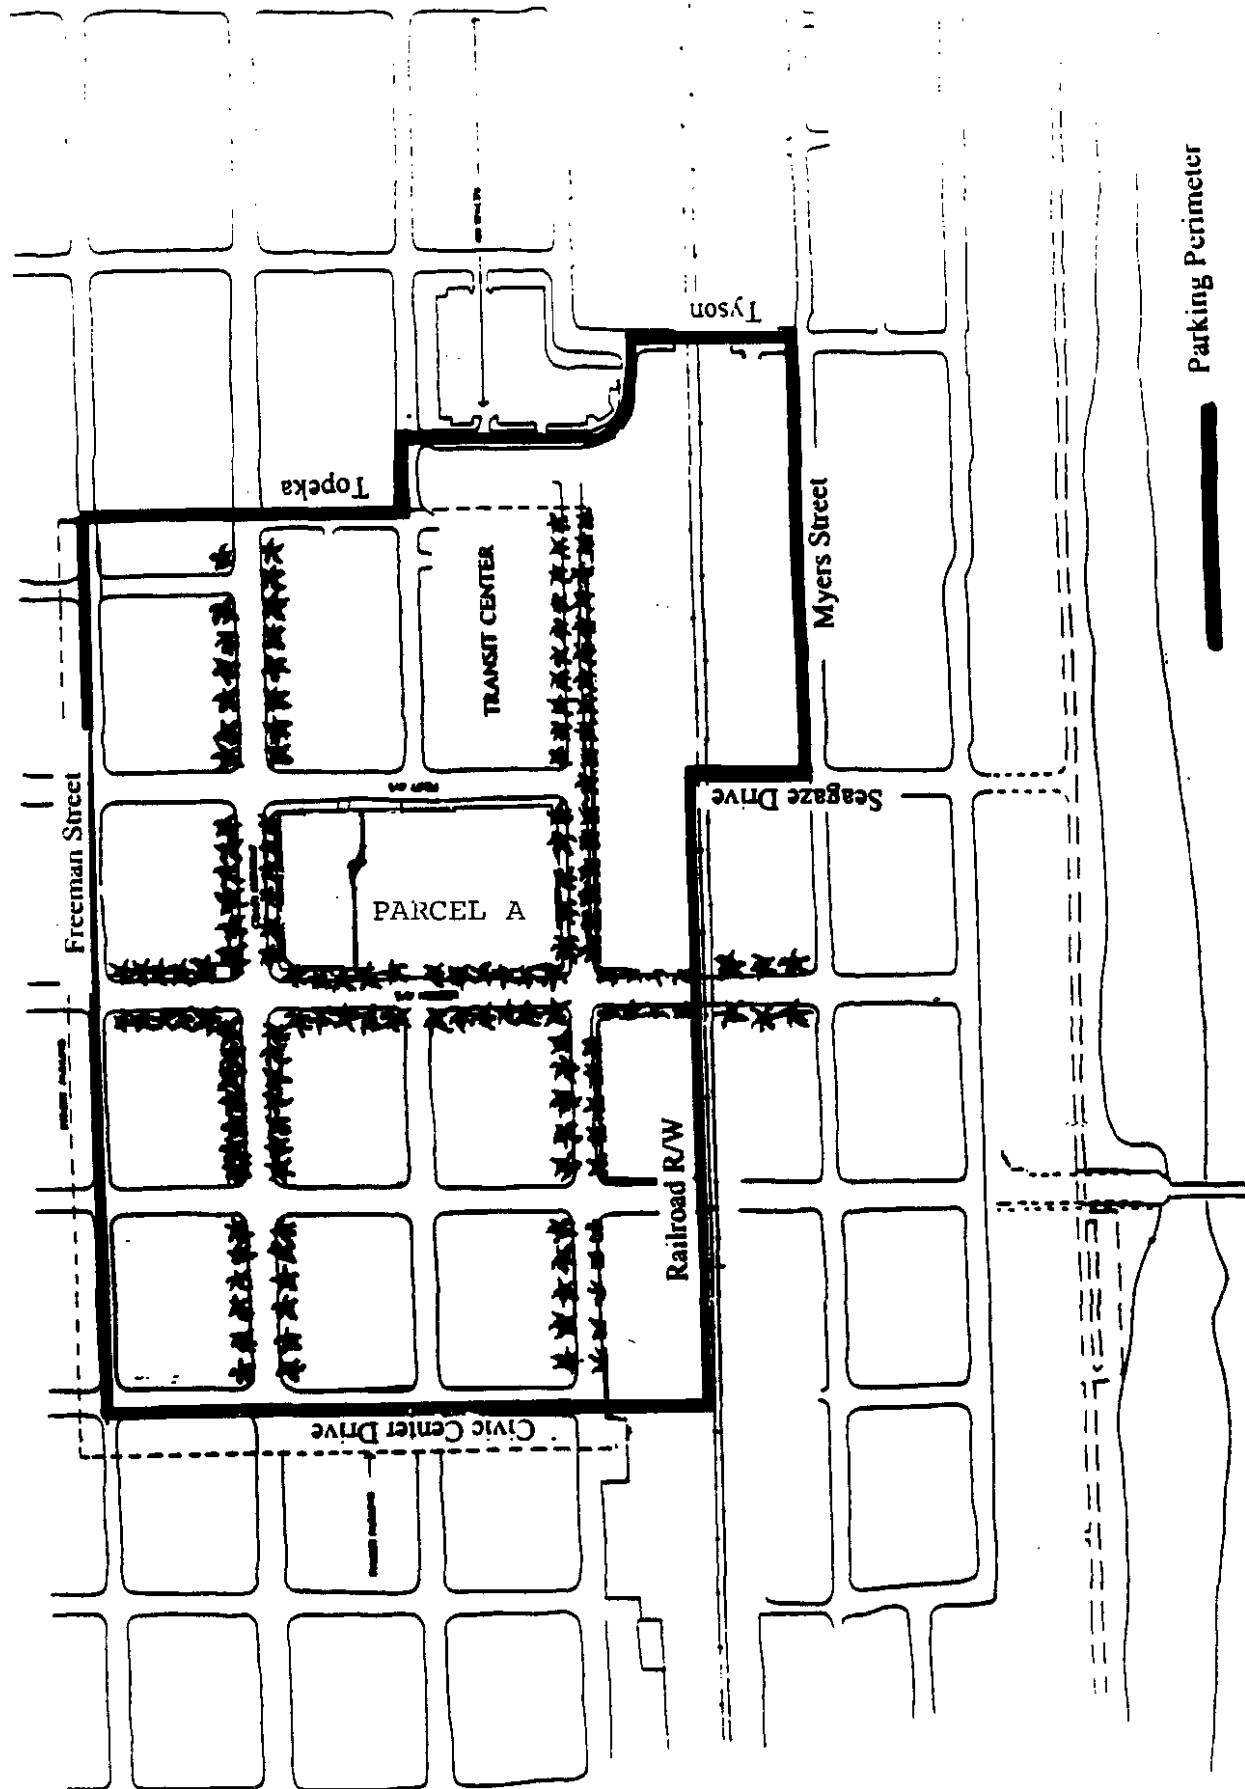 Freeman Street
Topeka
Tyson
TRANSIT CENTER
Myers Street
Seagaze Drive
PARCEL A
Railroad R/W
Civic Center Drive
Parking Perimeter